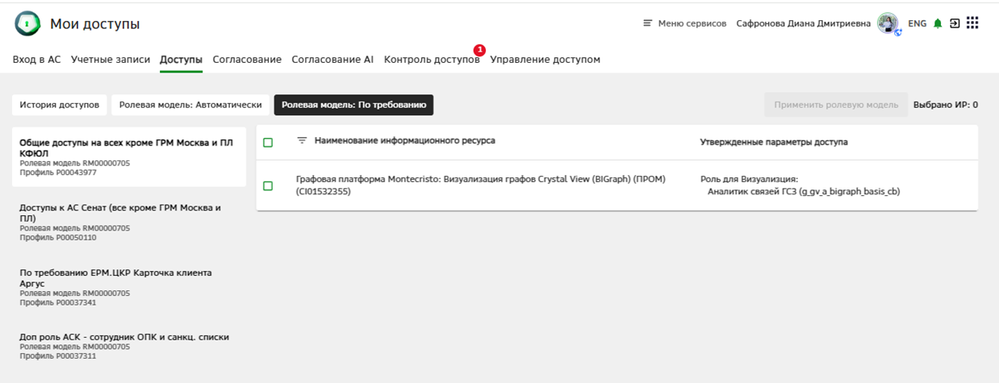 Мои доступы
Меню сервисов Сафронова Диана Дмитриевна ENG
Вход в АС Учетные записи Доступы Согласование Согласование AI Контроль доступов 1 Управление доступом
История доступов Ролевая модель: Автоматически Ролевая модель: По требованию Применить ролевую модель Выбрано ИР: 0
Общие доступы на всех кроме ГРМ Москва и ПЛ
КФЮЛ
Ролевая модель RM00000705
Профиль P00043977
Доступы к АС Сенат (все кроме ГРМ Москва и
ПЛ)
Ролевая модель RM00000705
Профиль P00050110
По требованию ЕРМ.ЦКР Карточка клиента
Аргус
Ролевая модель RM00000705
Профиль P00037341
Доп роль АСК - сотрудник ОПК и санкц. списки
Ролевая модель RM00000705
Профиль P00037311
Наименование информационного ресурса Утвержденные параметры доступа
Графовая платформа Montecristo: Визуализация графов Crystal View (BIGraph) (ПРОМ)
(CI01532355)
Роль для Визуализция:
Аналитик связей ГСЗ (g_gv_a_bigraph_basis_cb)